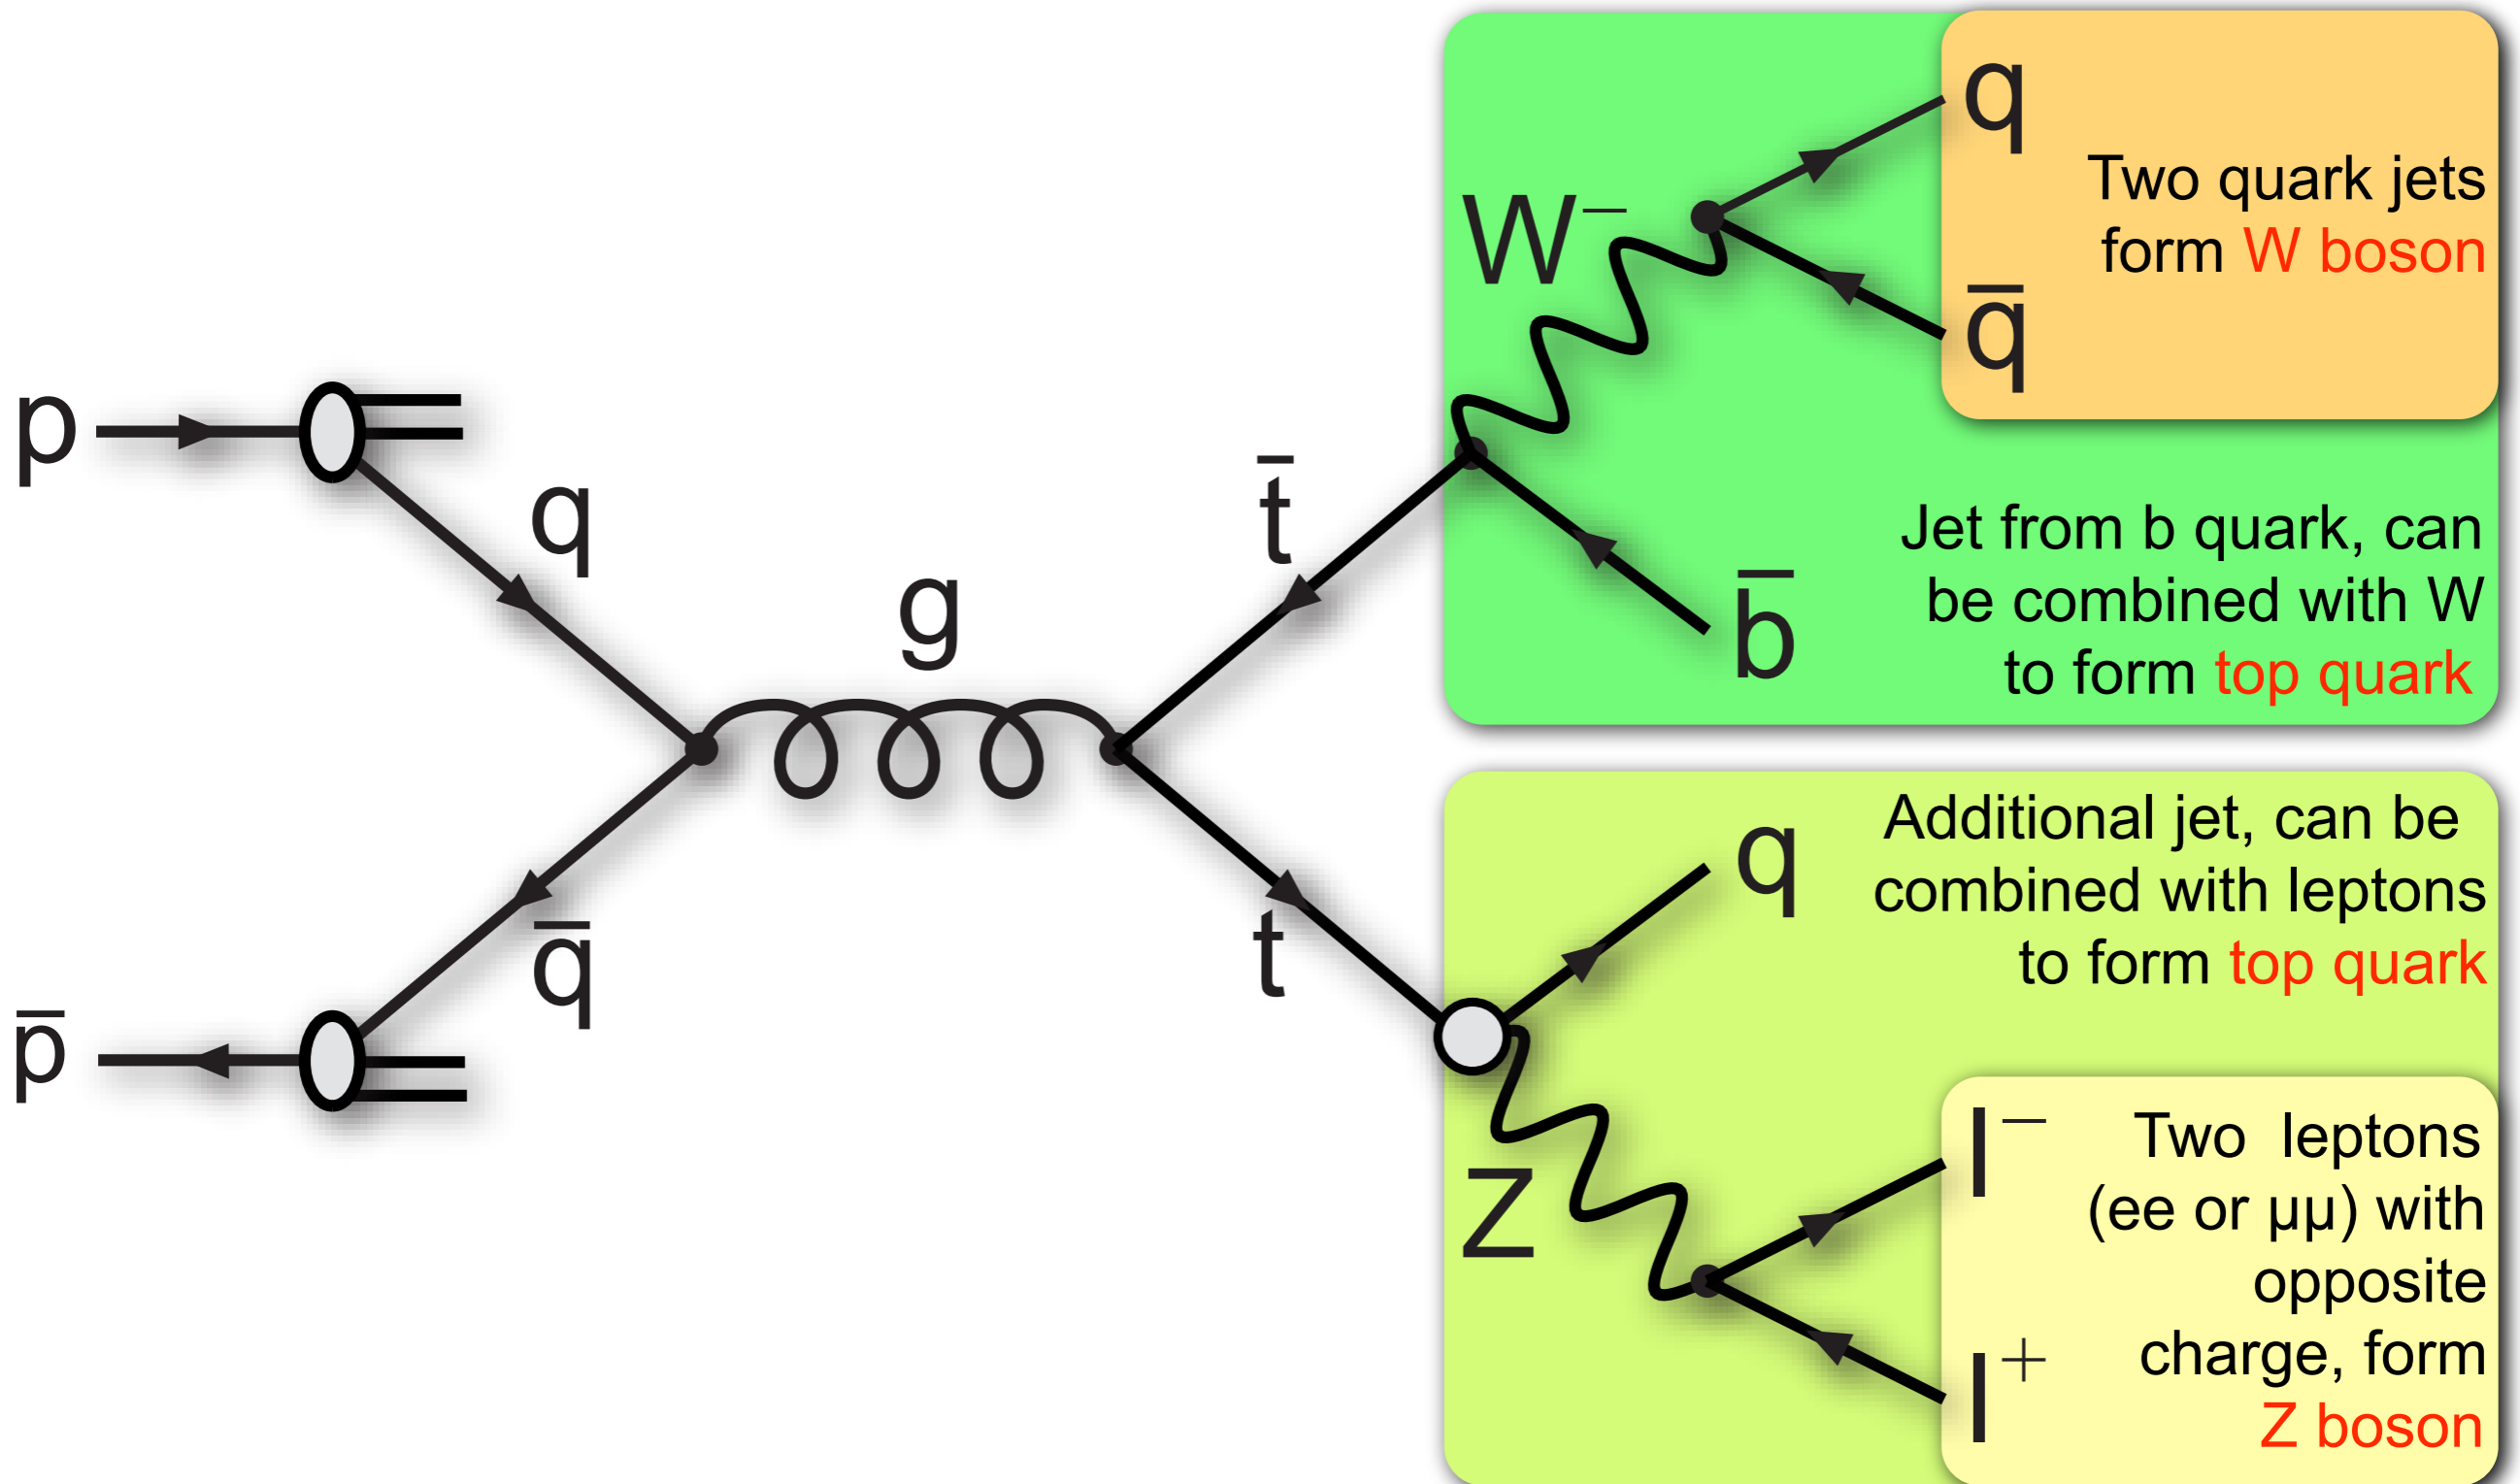 p
q
g
q̄
p̄
t̄
t
W⁻
q
q̄
Two quark jets
form W boson
b̄
Jet from b quark, can
be combined with W
to form top quark
q
Additional jet, can be
combined with leptons
to form top quark
Z
l⁻
l⁺
Two leptons
(ee or μμ) with
opposite
charge, form
Z boson